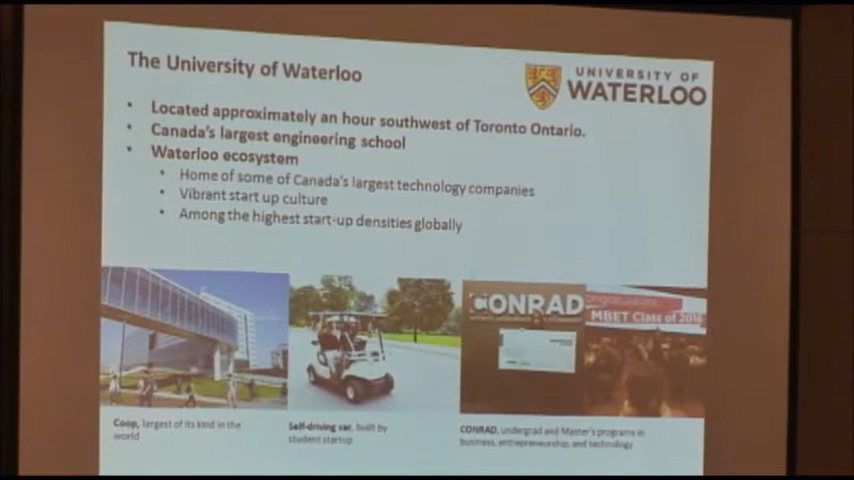 The University of Waterloo
UNIVERSITY OF
WATERLOO
• Located approximately an hour southwest of Toronto Ontario.
• Canada's largest engineering school
• Waterloo ecosystem
• Home of some of Canada's largest technology companies
• Vibrant start up culture
• Among the highest start-up densities globally
CONRAD
ongratulations
MBET Class of 2016
Coop, largest of its kind in the
world
Self-driving car, built by
student startup
CONRAD, undergrad and Master's programs in
business, entrepreneurship, and technology